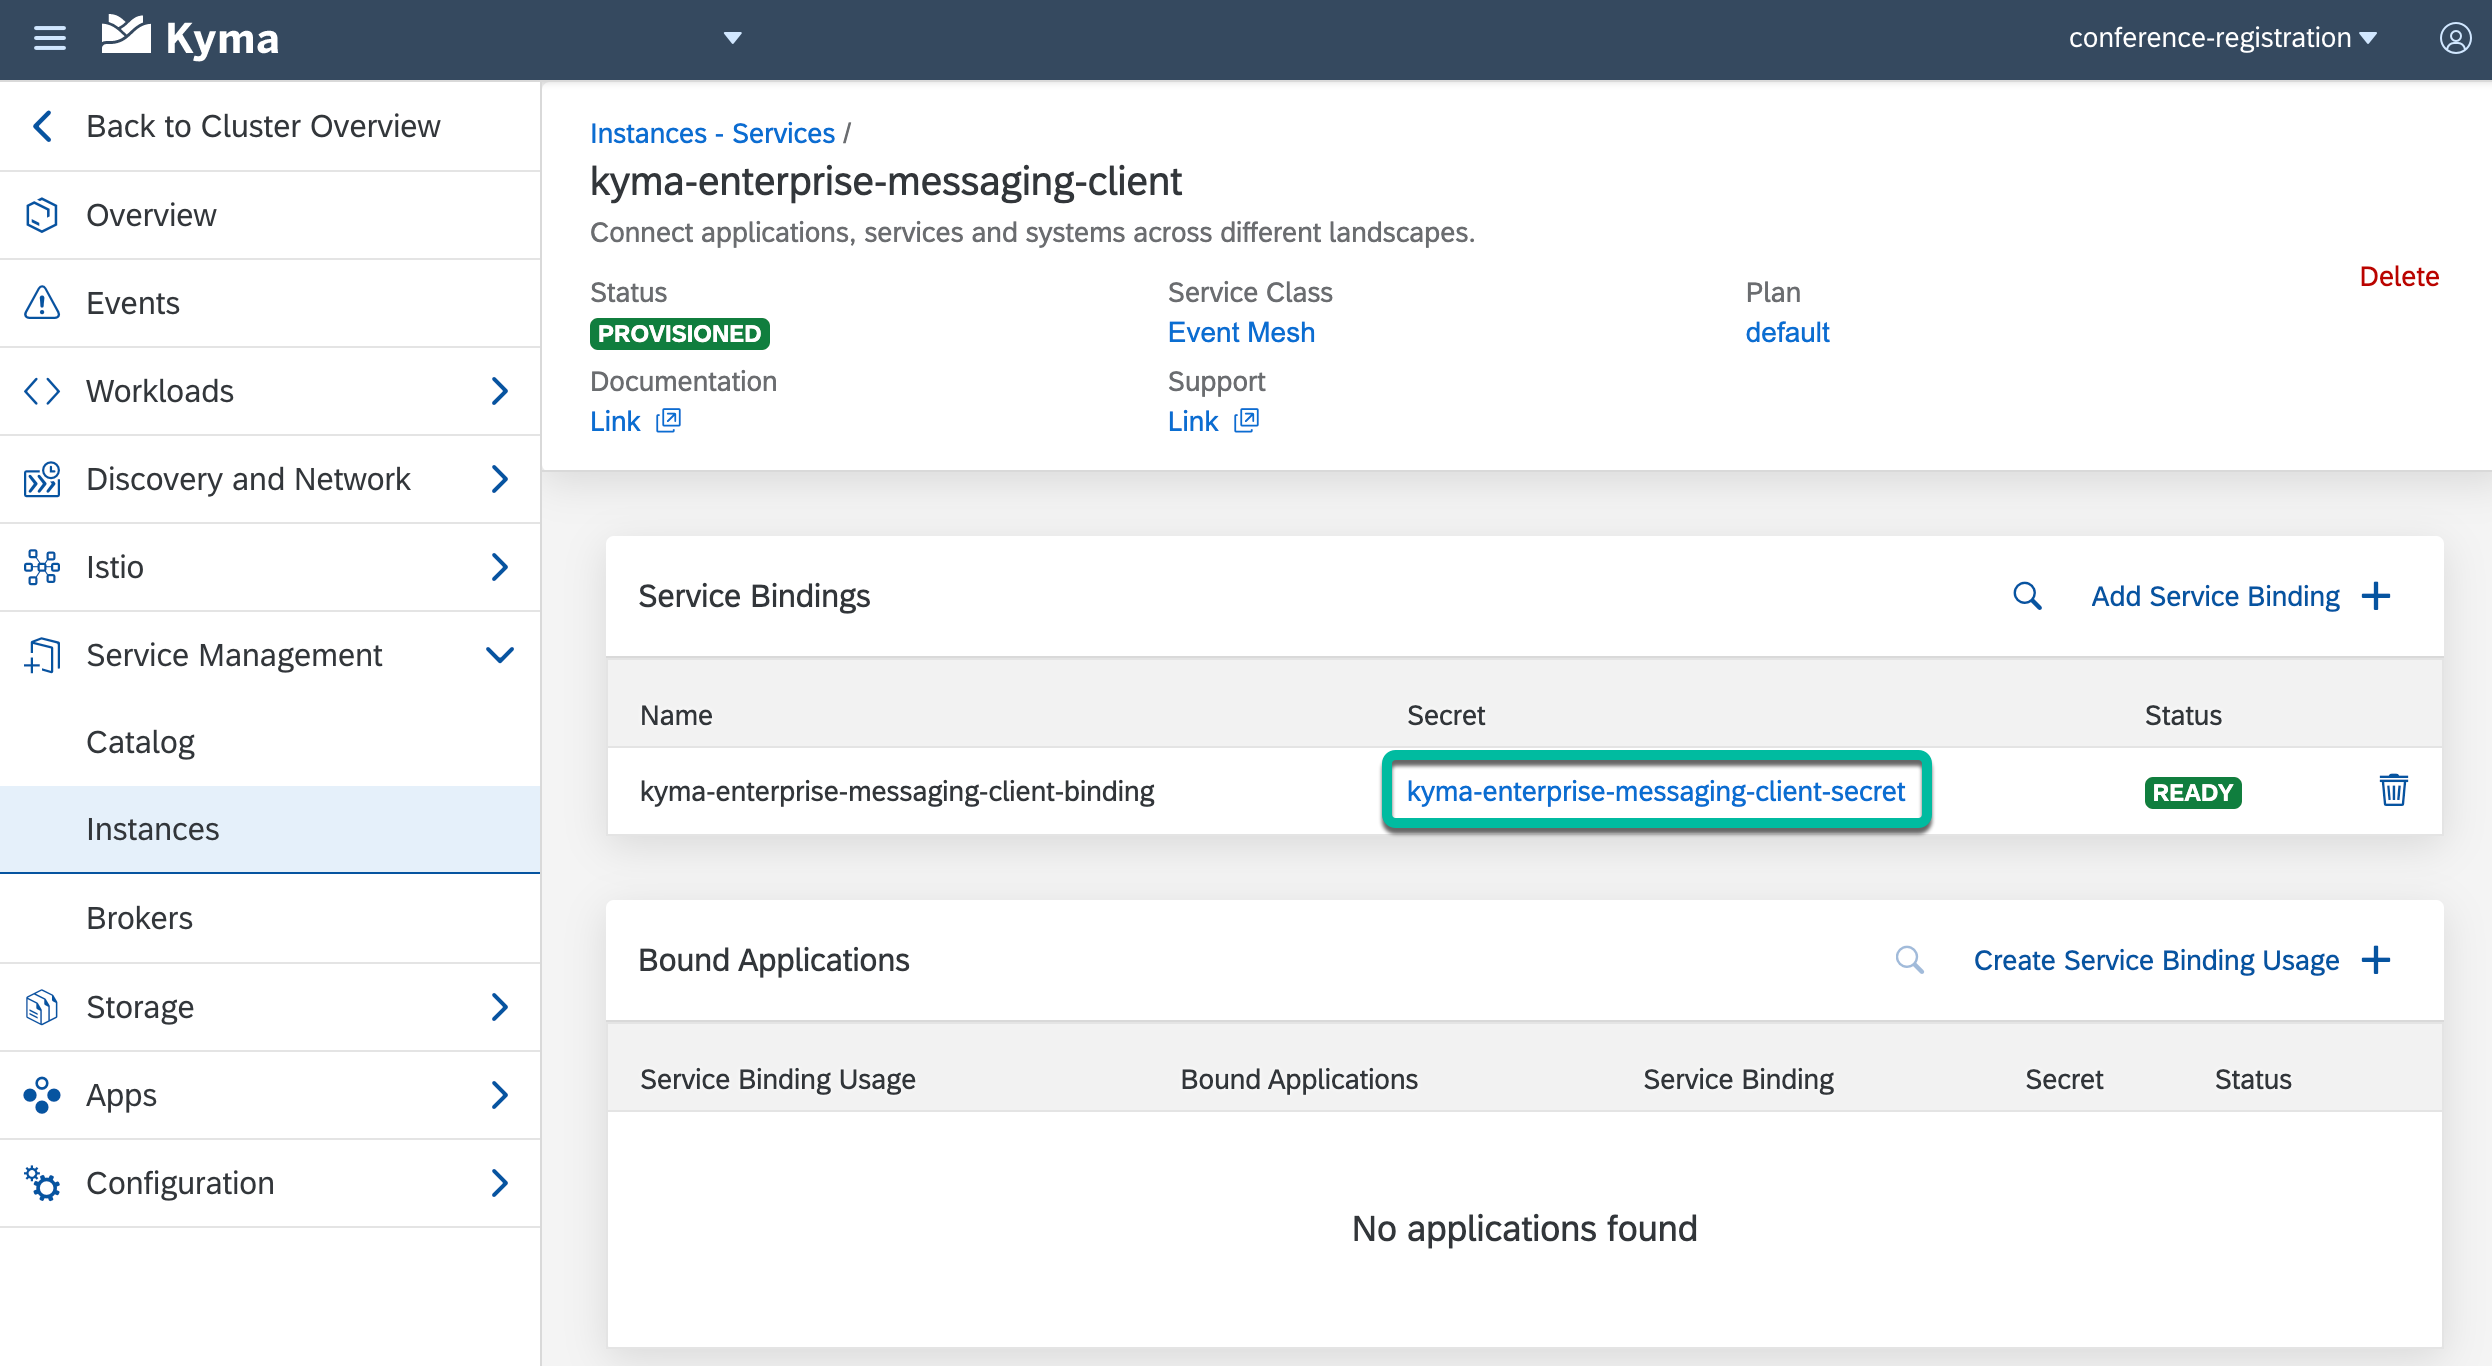 Kyma
conference-registration
Back to Cluster Overview
Overview
Events
Workloads
Discovery and Network
Istio
Service Management
Catalog
Instances
Brokers
Storage
Apps
Configuration
Instances - Services /
kyma-enterprise-messaging-client
Connect applications, services and systems across different landscapes.
Delete
Status Service Class Plan
PROVISIONED Event Mesh default
Documentation Support
Link Link
Service Bindings Add Service Binding
Name Secret Status
kyma-enterprise-messaging-client-binding kyma-enterprise-messaging-client-secret READY
Bound Applications Create Service Binding Usage
Service Binding Usage Bound Applications Service Binding Secret Status
No applications found